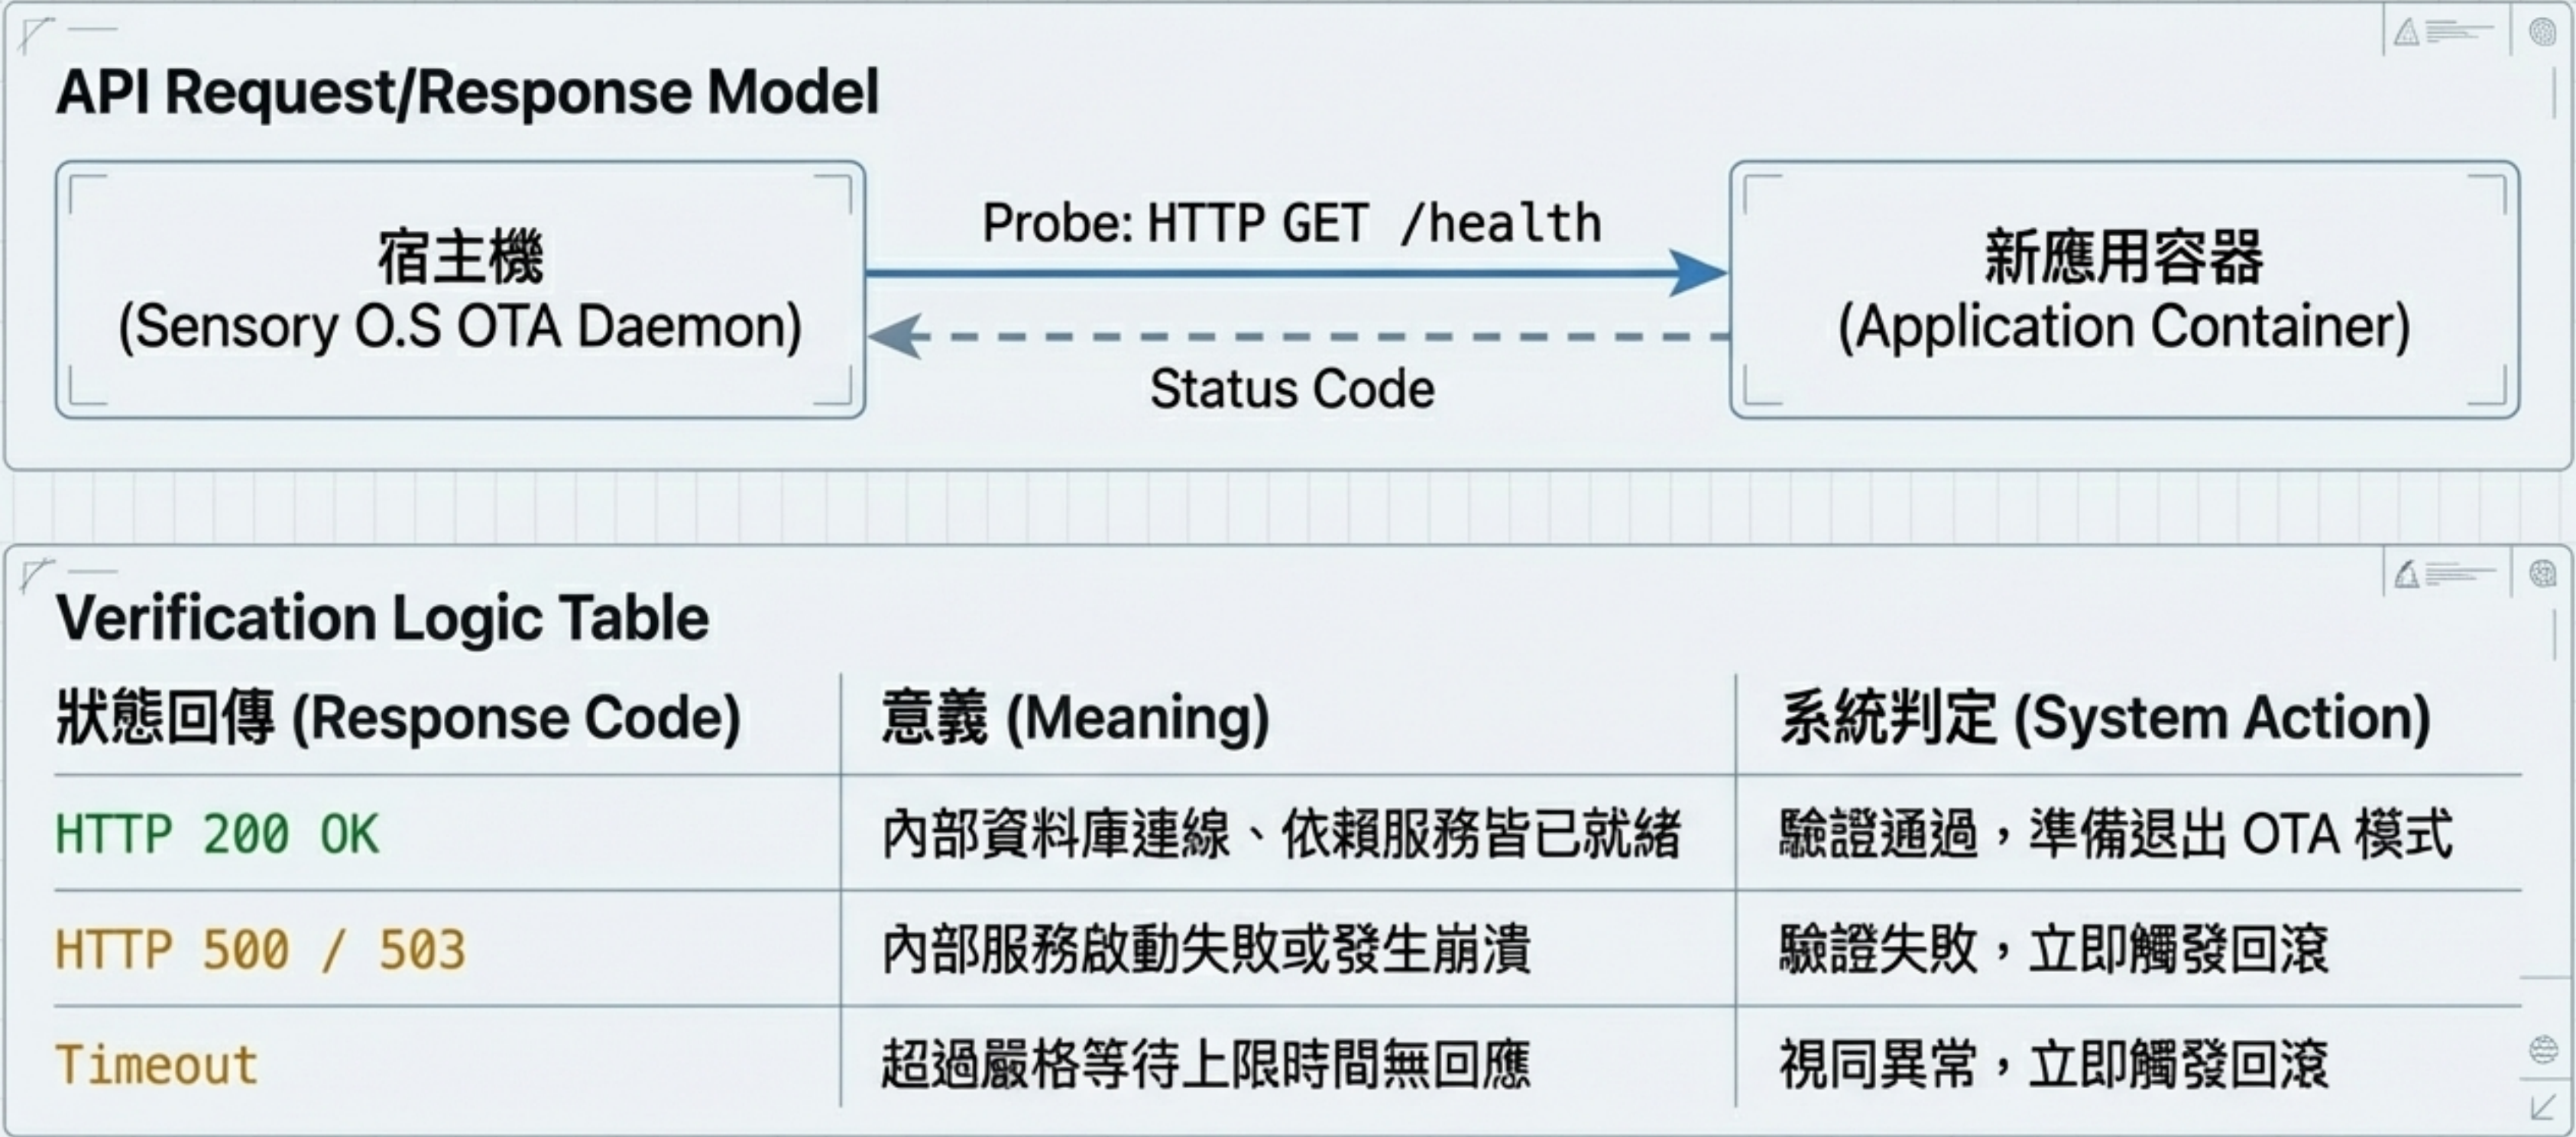 API Request/Response Model
宿主機
(Sensory O.S OTA Daemon)
Probe: HTTP GET /health
Status Code
新應用容器
(Application Container)
Verification Logic Table
狀態回傳 (Response Code)
意義 (Meaning)
系統判定 (System Action)
HTTP 200 OK
內部資料庫連線、依賴服務皆已就緒
驗證通過，準備退出 OTA 模式
HTTP 500 / 503
內部服務啟動失敗或發生崩潰
驗證失敗，立即觸發回滾
Timeout
超過嚴格等待上限時間無回應
視同異常，立即觸發回滾